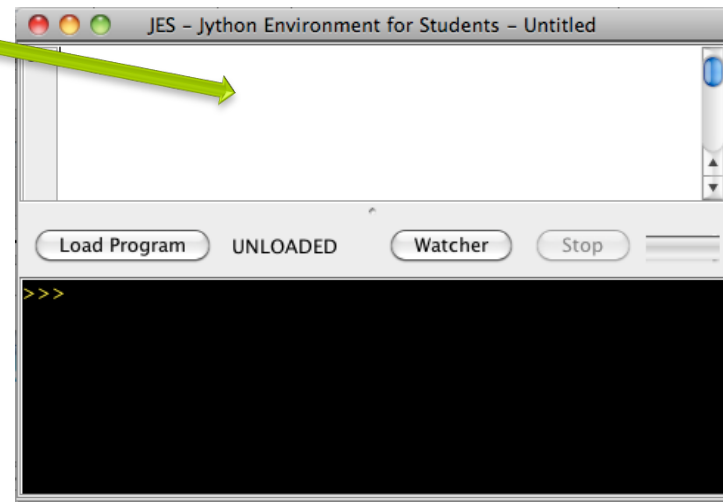 JES – Jython Environment for Students – Untitled
Load Program UNLOADED Watcher Stop
>>>